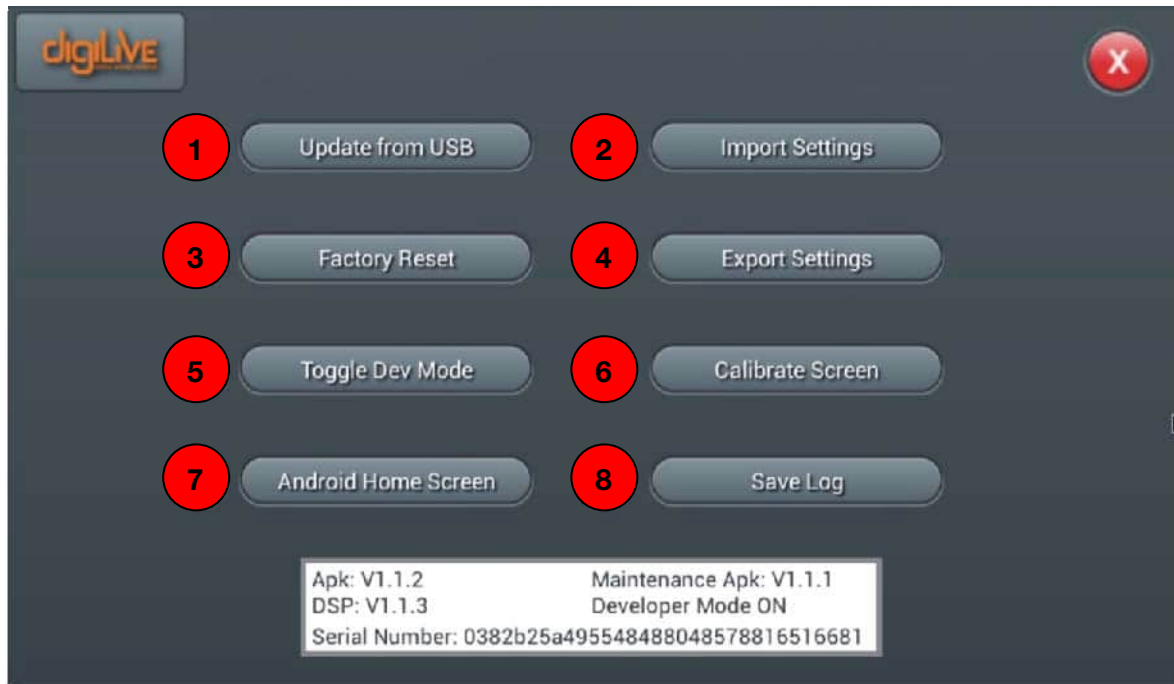 digiLiVE
X
1 Update from USB 2 Import Settings
3 Factory Reset 4 Export Settings
5 Toggle Dev Mode 6 Calibrate Screen
7 Android Home Screen 8 Save Log
Apk: V1.1.2 Maintenance Apk: V1.1.1
DSP: V1.1.3 Developer Mode ON
Serial Number: 0382b25a495548488048578816516681